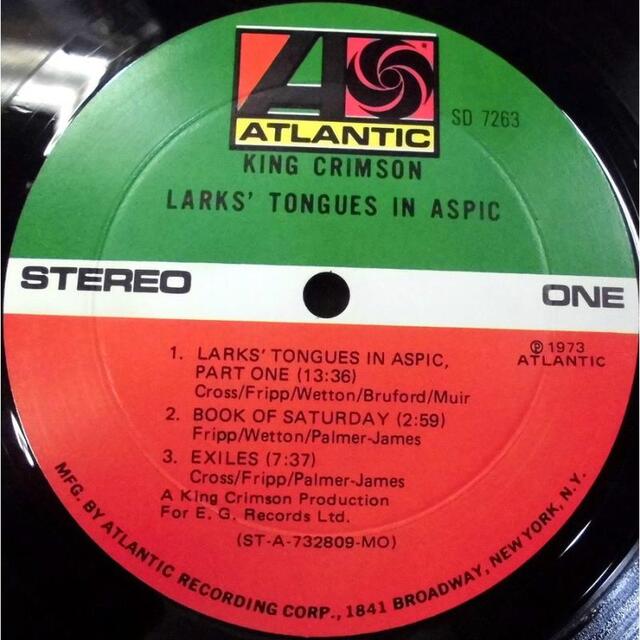 ATLANTIC
SD 7263
KING CRIMSON
LARKS' TONGUES IN ASPIC
STEREO
ONE
℗ 1973
ATLANTIC
1. LARKS' TONGUES IN ASPIC,
PART ONE (13:36)
Cross/Fripp/Wetton/Bruford/Muir
2. BOOK OF SATURDAY (2:59)
Fripp/Wetton/Palmer-James
3. EXILES (7:37)
Cross/Fripp/Palmer-James
A King Crimson Production
For E. G. Records Ltd.
(ST-A-732809-MO)
MFG. BY ATLANTIC RECORDING CORP., 1841 BROADWAY, NEW YORK, N.Y.